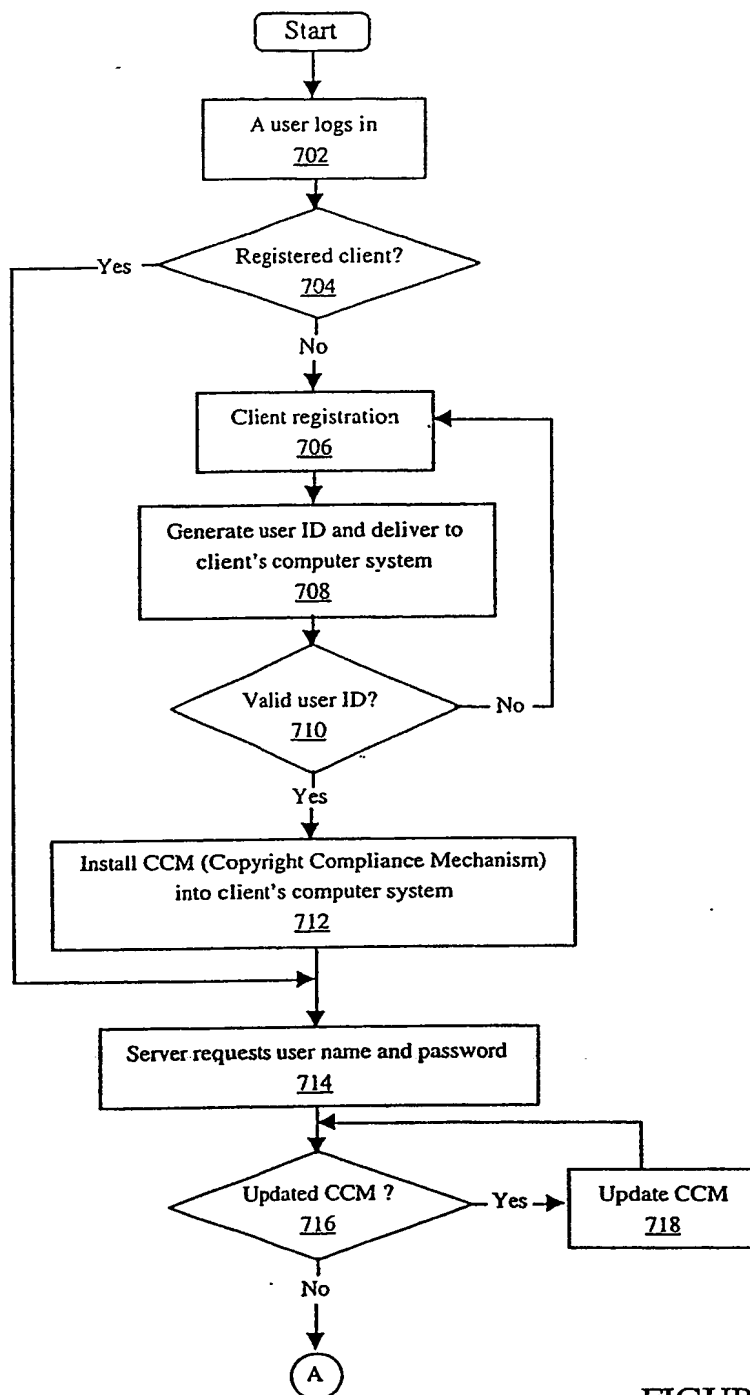 Start
A user logs in
702
Registered client?
704
Yes
No
Client registration
706
Generate user ID and deliver to
client's computer system
708
Valid user ID?
710
No
Yes
Install CCM (Copyright Compliance Mechanism)
into client's computer system
712
Server requests user name and password
714
Updated CCM ?
716
Yes
Update CCM
718
No
A